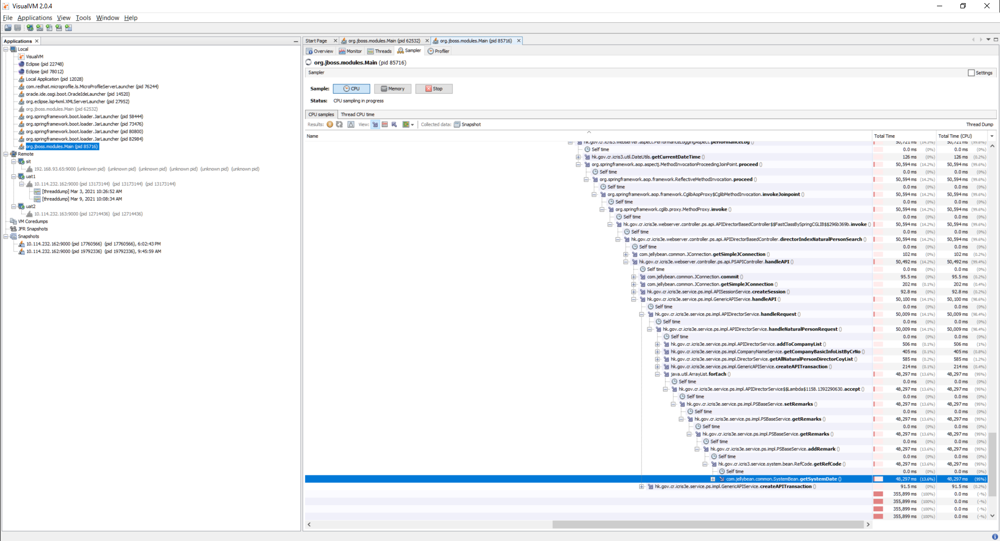 VisualVM 2.0.4
File Applications View Tools Window Help
Applications
Local
VisualVM
Eclipse (pid 22748)
Eclipse (pid 78012)
Local Application (pid 12028)
com.redhat.microprofile.ls.MicroProfileServerLauncher (pid 76244)
oracle.ide.osgi.boot.OracleIdeLauncher (pid 14520)
org.eclipse.lsp4xml.XMLServerLauncher (pid 27952)
org.jboss.modules.Main (pid 62532)
org.springframework.boot.loader.JarLauncher (pid 58444)
org.springframework.boot.loader.JarLauncher (pid 73476)
org.springframework.boot.loader.JarLauncher (pid 80800)
org.springframework.boot.loader.JarLauncher (pid 82984)
org.jboss.modules.Main (pid 85716)
Remote
sit
192.168.93.65:9000 (unknown pid) (unknown pid) (unknown pid) (unknown pid) (unknown pid) (unknown pid)
uat1
10.114.232.162:9000 (pid 13173144) (pid 13173144) (pid 13173144)
[threaddump] Mar 3, 2021 10:26:52 AM
[threaddump] Mar 9, 2021 10:08:34 AM
uat2
10.114.232.163:9000 (pid 12714436) (pid 12714436)
VM Coredumps
JFR Snapshots
Snapshots
10.114.232.162:9000 (pid 17760566) (pid 17760566), 6:02:43 PM
10.114.232.162:9000 (pid 19792336) (pid 19792336), 9:45:59 AM
Start Page org.jboss.modules.Main (pid 62532) org.jboss.modules.Main (pid 85716)
Overview Monitor Threads Sampler Profiler
org.jboss.modules.Main (pid 85716)
Sampler Settings
Sample: CPU Memory Stop
Status: CPU sampling in progress
CPU samples Thread CPU time
Results: View: Collected data: Snapshot Thread Dump
Name Total Time Total Time (CPU)
hk.gov.cr.icris3.webserver.aspect.PerformanceLoggingAspect.performanceLog () 50,721 ms (14.3%) 50,721 ms (99.8%)
Self time 0.0 ms (0%) 0.0 ms (0%)
hk.gov.cr.icris3.util.DateUtils.getCurrentDateTime () 126 ms (0%) 126 ms (0.2%)
org.springframework.aop.aspectj.MethodInvocationProceedingJoinPoint.proceed () 50,594 ms (14.2%) 50,594 ms (99.6%)
Self time 0.0 ms (0%) 0.0 ms (0%)
org.springframework.aop.framework.ReflectiveMethodInvocation.proceed () 50,594 ms (14.2%) 50,594 ms (99.6%)
Self time 0.0 ms (0%) 0.0 ms (0%)
org.springframework.aop.framework.CglibAopProxy$CglibMethodInvocation.invokeJoinpoint () 50,594 ms (14.2%) 50,594 ms (99.6%)
Self time 0.0 ms (0%) 0.0 ms (0%)
org.springframework.cglib.proxy.MethodProxy.invoke () 50,594 ms (14.2%) 50,594 ms (99.6%)
Self time 0.0 ms (0%) 0.0 ms (0%)
hk.gov.cr.icris3e.webserver.controller.ps.api.APIDirectorBasedController$$FastClassBySpringCGLIB$$296b369b.invoke () 50,594 ms (14.2%) 50,594 ms (99.6%)
Self time 0.0 ms (0%) 0.0 ms (0%)
hk.gov.cr.icris3e.webserver.controller.ps.api.APIDirectorBasedController.directorIndexNaturalPersonSearch () 50,594 ms (14.2%) 50,594 ms (99.6%)
Self time 0.0 ms (0%) 0.0 ms (0%)
com.jellybean.common.JConnection.getSimpleJConnection () 102 ms (0%) 102 ms (0.2%)
hk.gov.cr.icris3e.webserver.controller.ps.api.PSAPIController.handleAPI () 50,492 ms (14.2%) 50,492 ms (99.4%)
Self time 0.0 ms (0%) 0.0 ms (0%)
com.jellybean.common.JConnection.commit () 95.5 ms (0%) 95.5 ms (0.2%)
com.jellybean.common.JConnection.getSimpleJConnection () 202 ms (0.1%) 202 ms (0.4%)
hk.gov.cr.icris3e.service.ps.impl.APISessionService.createSession () 92.8 ms (0%) 92.8 ms (0.2%)
hk.gov.cr.icris3e.service.ps.impl.GenericAPIService.handleAPI () 50,100 ms (14.1%) 50,100 ms (98.6%)
Self time 0.0 ms (0%) 0.0 ms (0%)
hk.gov.cr.icris3e.service.ps.impl.APIDirectorService.handleRequest () 50,009 ms (14.1%) 50,009 ms (98.4%)
Self time 0.0 ms (0%) 0.0 ms (0%)
hk.gov.cr.icris3e.service.ps.impl.APIDirectorService.handleNaturalPersonRequest () 50,009 ms (14.1%) 50,009 ms (98.4%)
Self time 0.0 ms (0%) 0.0 ms (0%)
hk.gov.cr.icris3e.service.ps.impl.APIDirectorService.addToCompanyList () 506 ms (0.1%) 506 ms (1%)
hk.gov.cr.icris3e.service.ps.impl.CompanyNameService.getCompanyBasicInfoListByCrNo () 405 ms (0.1%) 405 ms (0.8%)
hk.gov.cr.icris3e.service.ps.impl.DirectorService.getAllNaturalPersonDirectorCoyList () 585 ms (0.2%) 585 ms (1.2%)
hk.gov.cr.icris3e.service.ps.impl.GenericAPIService.createAPITransaction () 214 ms (0.1%) 214 ms (0.4%)
java.util.ArrayList.forEach () 48,297 ms (13.6%) 48,297 ms (95%)
Self time 0.0 ms (0%) 0.0 ms (0%)
hk.gov.cr.icris3e.service.ps.impl.APIDirectorService$$Lambda$1158.1392290630.accept () 48,297 ms (13.6%) 48,297 ms (95%)
Self time 0.0 ms (0%) 0.0 ms (0%)
hk.gov.cr.icris3e.service.ps.impl.PSBaseService.setRemarks () 48,297 ms (13.6%) 48,297 ms (95%)
Self time 0.0 ms (0%) 0.0 ms (0%)
hk.gov.cr.icris3e.service.ps.impl.PSBaseService.getRemarks () 48,297 ms (13.6%) 48,297 ms (95%)
Self time 0.0 ms (0%) 0.0 ms (0%)
hk.gov.cr.icris3e.service.ps.impl.PSBaseService.getRemarks () 48,297 ms (13.6%) 48,297 ms (95%)
Self time 0.0 ms (0%) 0.0 ms (0%)
hk.gov.cr.icris3e.service.ps.impl.PSBaseService.addRemark () 48,297 ms (13.6%) 48,297 ms (95%)
Self time 0.0 ms (0%) 0.0 ms (0%)
hk.gov.cr.icris3.service.system.bean.RefCode.getRefCode () 48,297 ms (13.6%) 48,297 ms (95%)
Self time 0.0 ms (0%) 0.0 ms (0%)
com.jellybean.common.SystemBean.getSystemDate () 48,297 ms (13.6%) 48,297 ms (95%)
hk.gov.cr.icris3e.service.ps.impl.GenericAPIService.createAPITransaction () 91.5 ms (0%) 91.5 ms (0.2%)
355,899 ms (100%) 0.0 ms (-%)
355,899 ms (100%) 0.0 ms (-%)
355,899 ms (100%) 0.0 ms (-%)
355,899 ms (100%) 0.0 ms (-%)